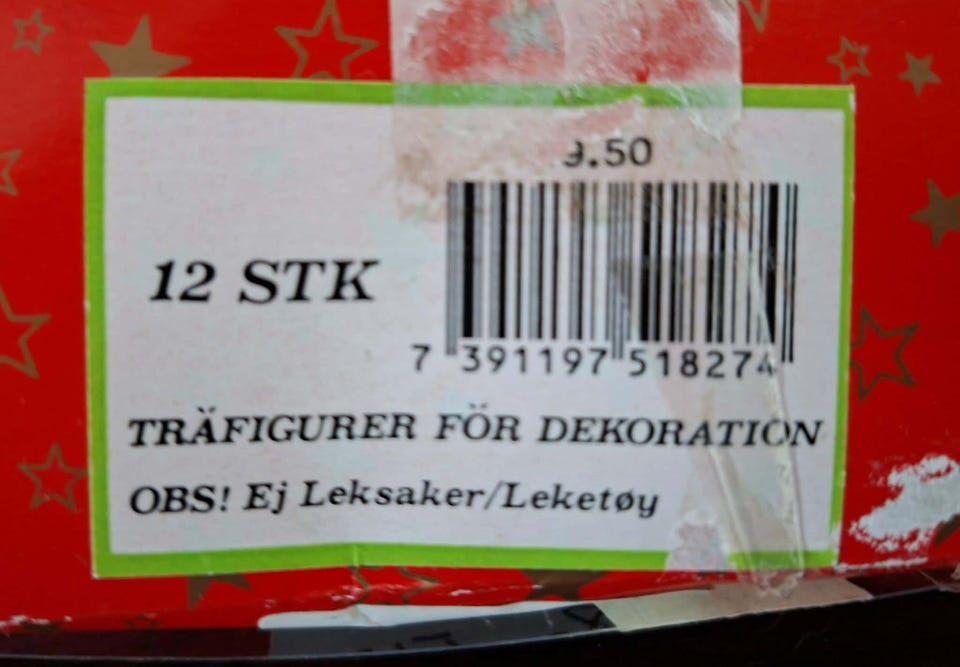 9.50
12 STK
7 391197 518274
TRÄFIGURER FÖR DEKORATION
OBS! Ej Leksaker/Leketøy